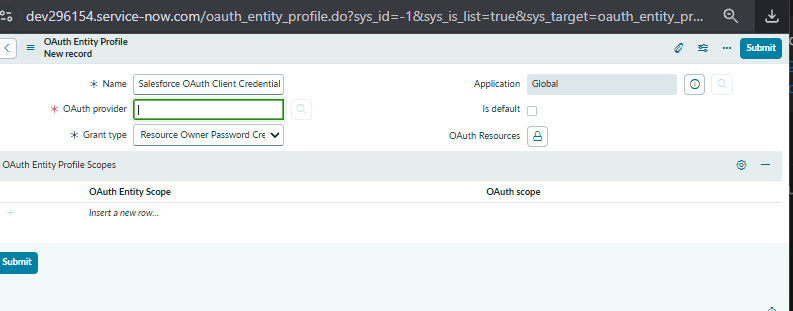 dev296154.service-now.com/oauth_entity_profile.do?sys_id=-1&sys_is_list=true&sys_target=oauth_entity_pr...
OAuth Entity Profile
New record
Submit
* Name Salesforce OAuth Client Credential Application Global
* OAuth provider Is default
* Grant type Resource Owner Password Cre OAuth Resources
OAuth Entity Profile Scopes
OAuth Entity Scope OAuth scope
Insert a new row...
Submit